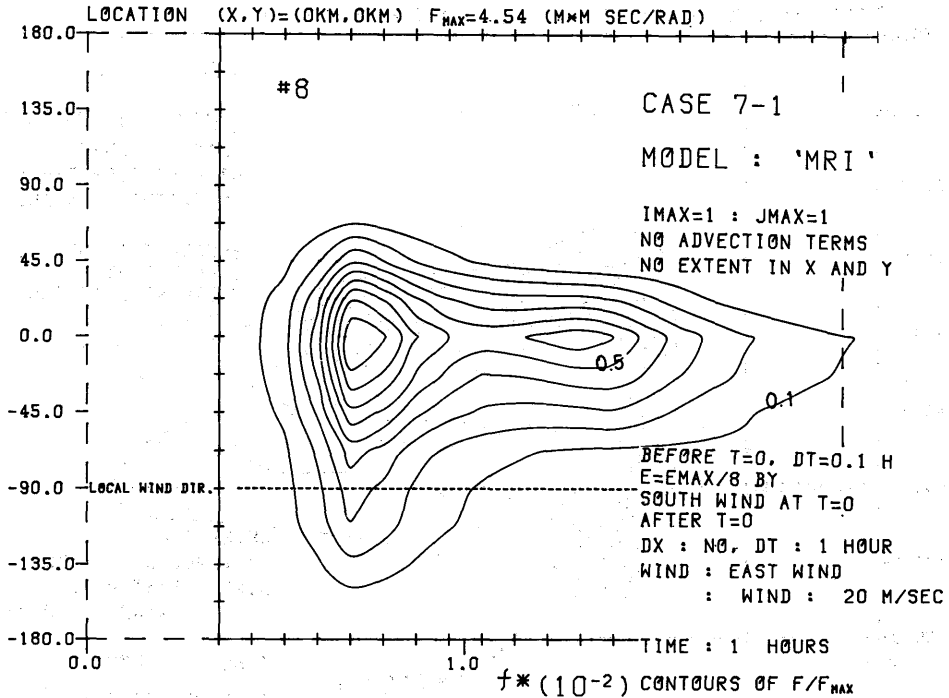 LOCATION (X,Y)=(0KM,0KM) FMAX=4.54 (M*M SEC/RAD)
180.0
#8
135.0
CASE 7-1
MODEL : 'MRI'
90.0
IMAX=1 : JMAX=1
NO ADVECTION TERMS
45.0
NO EXTENT IN X AND Y
0.0
0.5
-45.0
0.1
BEFORE T=0, DT=0.1 H
E=EMAX/8 BY
-90.0 LOCAL WIND DIR.
SOUTH WIND AT T=0
AFTER T=0
DX : NO, DT : 1 HOUR
-135.0
WIND : EAST WIND
: WIND : 20 M/SEC
-180.0
TIME : 1 HOURS
0.0 1.0
f* (10⁻²) CONTOURS OF F/FMAX